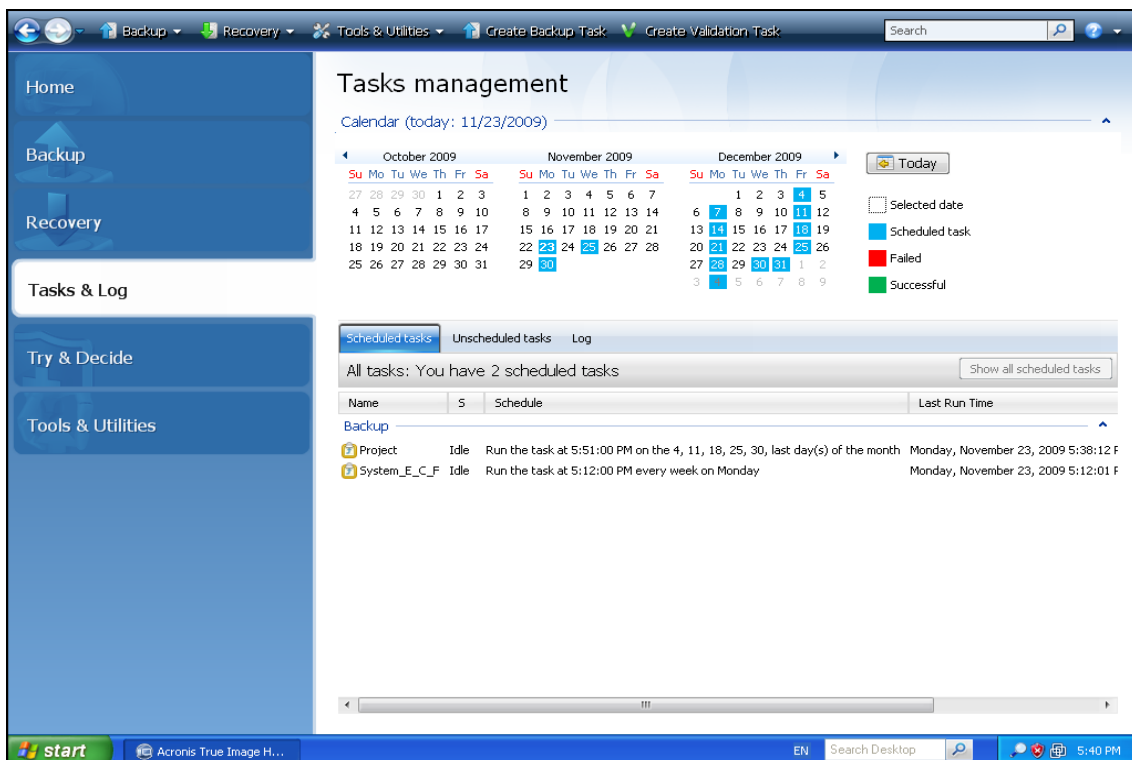 Backup Recovery Tools & Utilities Create Backup Task Create Validation Task Search
Home
Backup
Recovery
Tasks & Log
Try & Decide
Tools & Utilities
Tasks management
Calendar (today: 11/23/2009)
October 2009 November 2009 December 2009
Su Mo Tu We Th Fr Sa Su Mo Tu We Th Fr Sa Su Mo Tu We Th Fr Sa
27 28 29 30 1 2 3 1 2 3 4 5 6 7 1 2 3 4 5
4 5 6 7 8 9 10 8 9 10 11 12 13 14 6 7 8 9 10 11 12
11 12 13 14 15 16 17 15 16 17 18 19 20 21 13 14 15 16 17 18 19
18 19 20 21 22 23 24 22 23 24 25 26 27 28 20 21 22 23 24 25 26
25 26 27 28 29 30 31 29 30 27 28 29 30 31 1 2
3 4 5 6 7 8 9
Today
Selected date
Scheduled task
Failed
Successful
Scheduled tasks Unscheduled tasks Log
All tasks: You have 2 scheduled tasks Show all scheduled tasks
Name S Schedule Last Run Time
Backup
Project Idle Run the task at 5:51:00 PM on the 4, 11, 18, 25, 30, last day(s) of the month Monday, November 23, 2009 5:38:12 P
System_E_C_F Idle Run the task at 5:12:00 PM every week on Monday Monday, November 23, 2009 5:12:01 P
start Acronis True Image H... EN Search Desktop 5:40 PM